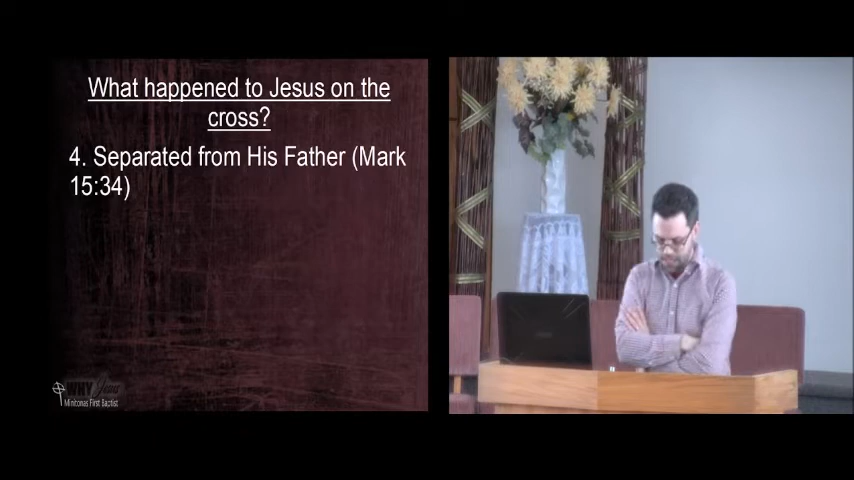 What happened to Jesus on the
cross?
4. Separated from His Father (Mark
15:34)
WHY Jesus
Minitonas First Baptist